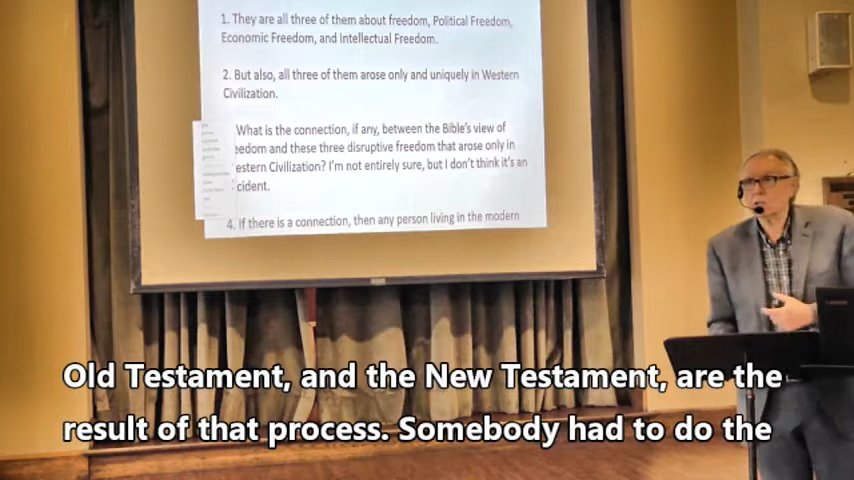 1. They are all three of them about freedom, Political Freedom,
Economic Freedom, and Intellectual Freedom.
2. But also, all three of them arose only and uniquely in Western
Civilization.
What is the connection, if any, between the Bible's view of
eedom and these three disruptive freedom that arose only in
estern Civilization? I'm not entirely sure, but I don't think it's an
cident.
4. If there is a connection, then any person living in the modern
Old Testament, and the New Testament, are the
result of that process. Somebody had to do the